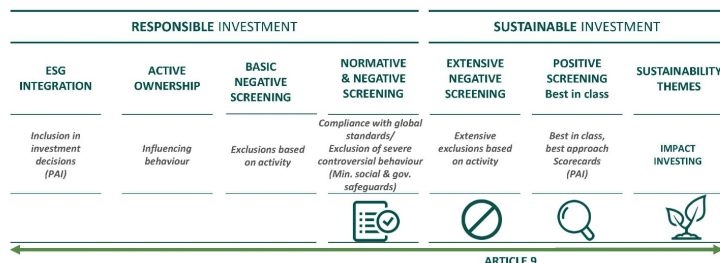 RESPONSIBLE INVESTMENT
SUSTAINABLE INVESTMENT
ESG
INTEGRATION
ACTIVE
OWNERSHIP
BASIC
NEGATIVE
SCREENING
NORMATIVE
& NEGATIVE
SCREENING
EXTENSIVE
NEGATIVE
SCREENING
POSITIVE
SCREENING
Best in class
SUSTAINABILITY
THEMES
Inclusion in
investment
decisions
(PAI)
Influencing
behaviour
Exclusions based
on activity
Compliance with global
standards/
Exclusion of severe
controversial behaviour
(Min. social & gov.
safeguards)
Extensive
exclusions based
on activity
Best in class,
best approach
Scorecards
(PAI)
IMPACT
INVESTING
ARTICLE 9